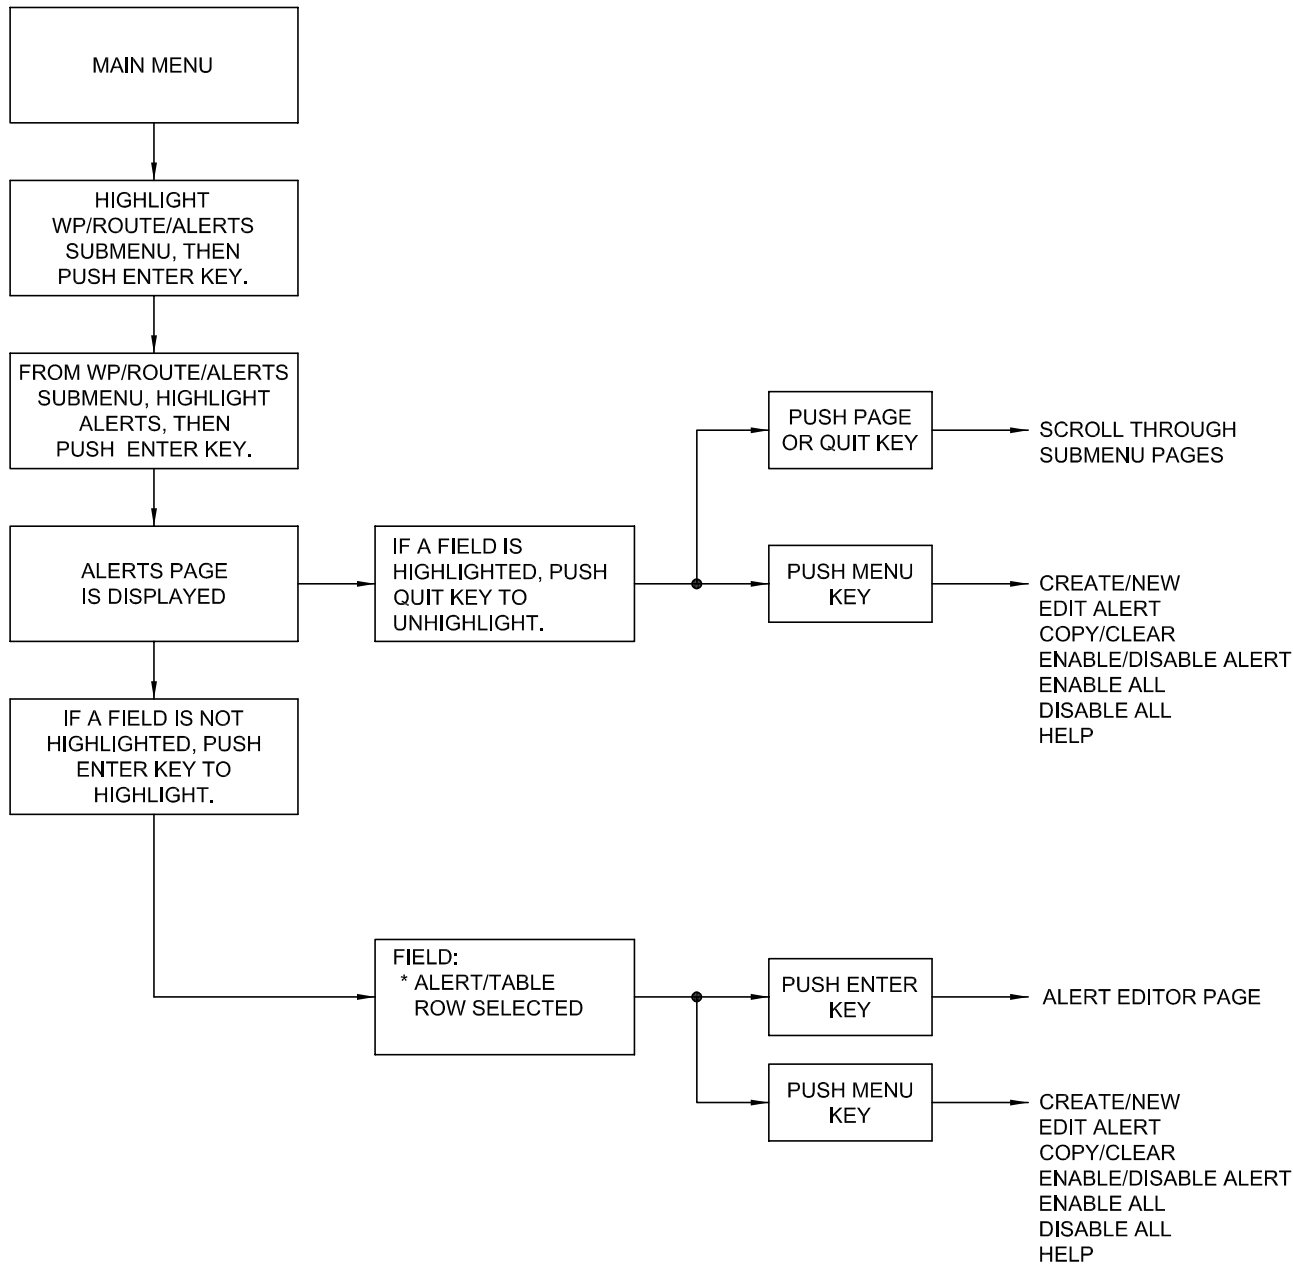 MAIN MENU
HIGHLIGHT
WP/ROUTE/ALERTS
SUBMENU, THEN
PUSH ENTER KEY.
FROM WP/ROUTE/ALERTS
SUBMENU, HIGHLIGHT
ALERTS, THEN
PUSH ENTER KEY.
ALERTS PAGE
IS DISPLAYED
IF A FIELD IS
HIGHLIGHTED, PUSH
QUIT KEY TO
UNHIGHLIGHT.
PUSH PAGE
OR QUIT KEY
SCROLL THROUGH
SUBMENU PAGES
PUSH MENU
KEY
CREATE/NEW
EDIT ALERT
COPY/CLEAR
ENABLE/DISABLE ALERT
ENABLE ALL
DISABLE ALL
HELP
IF A FIELD IS NOT
HIGHLIGHTED, PUSH
ENTER KEY TO
HIGHLIGHT.
FIELD:
* ALERT/TABLE
ROW SELECTED
PUSH ENTER
KEY
ALERT EDITOR PAGE
PUSH MENU
KEY
CREATE/NEW
EDIT ALERT
COPY/CLEAR
ENABLE/DISABLE ALERT
ENABLE ALL
DISABLE ALL
HELP